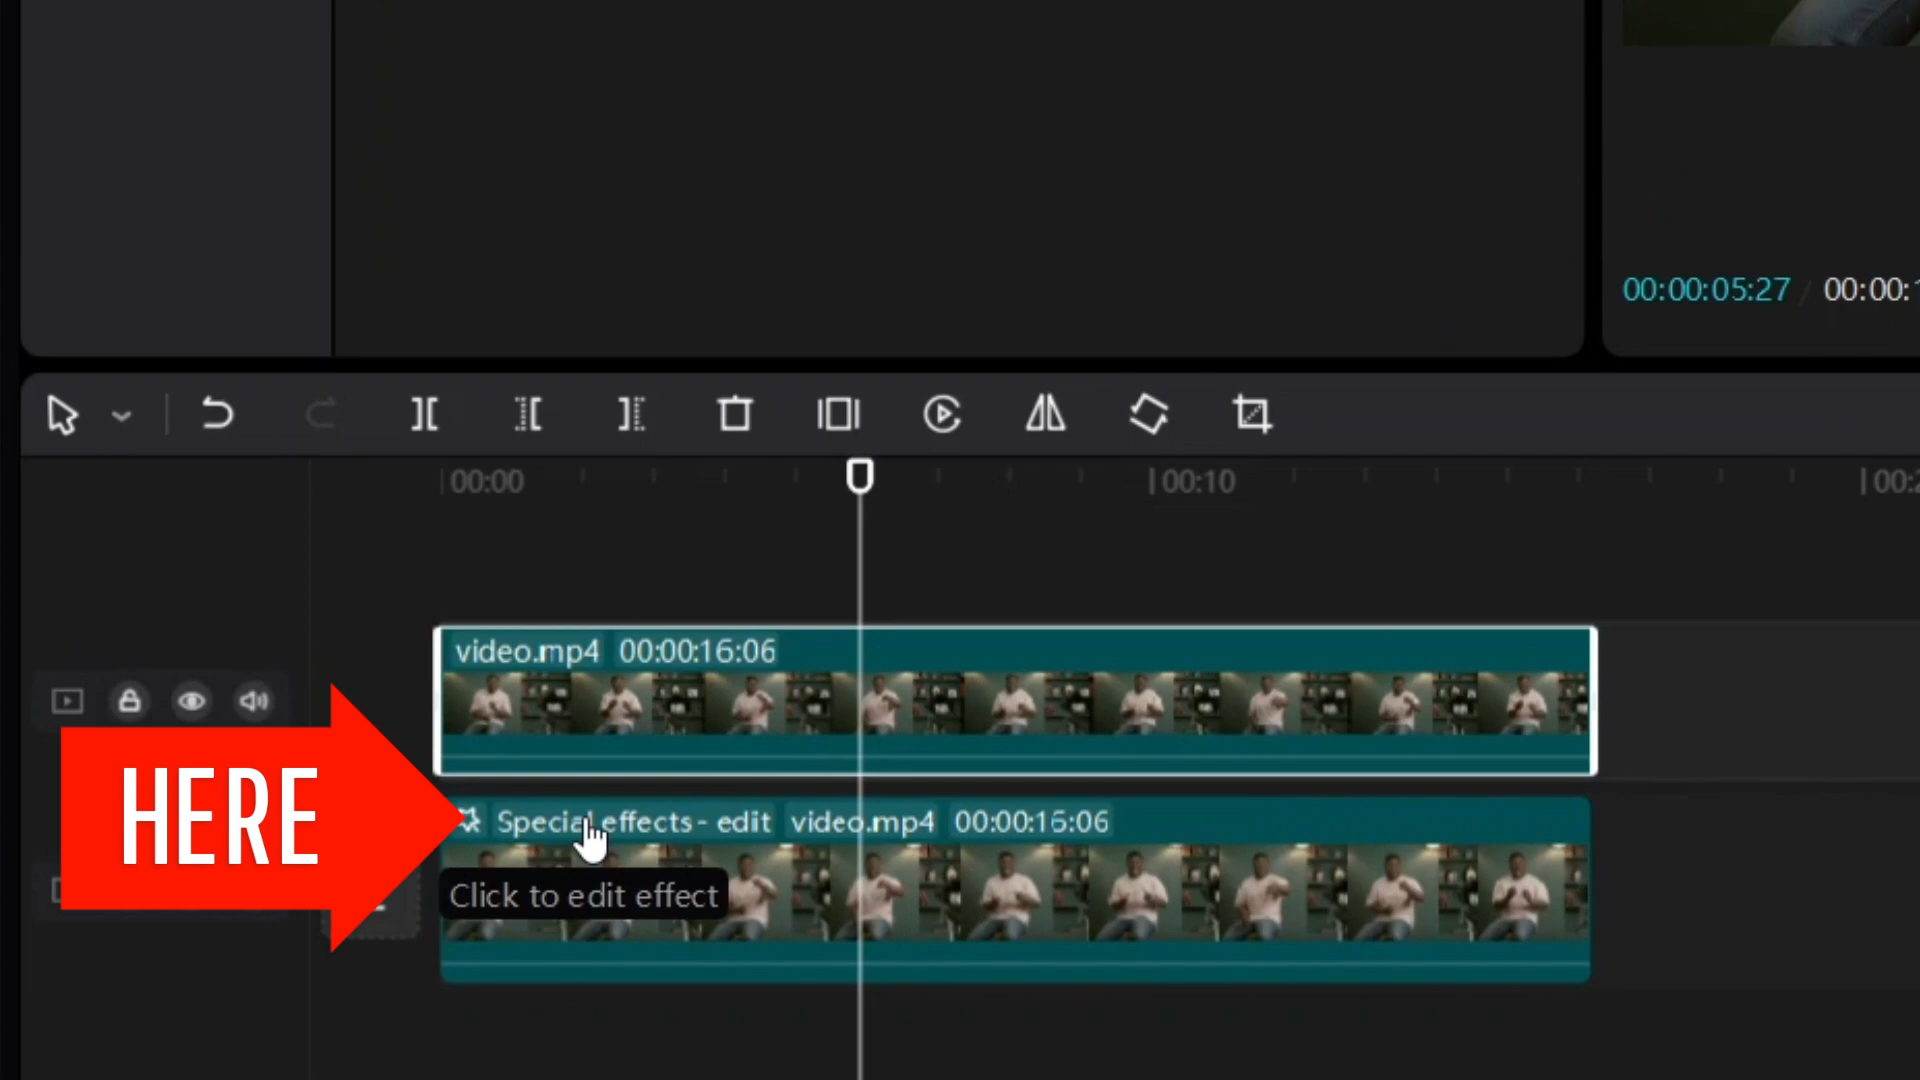 00:00:05:27 / 00:00:1
00:00
00:10
00:2
video.mp4 00:00:16:06
HERE
Special effects - edit video.mp4 00:00:16:06
Click to edit effect